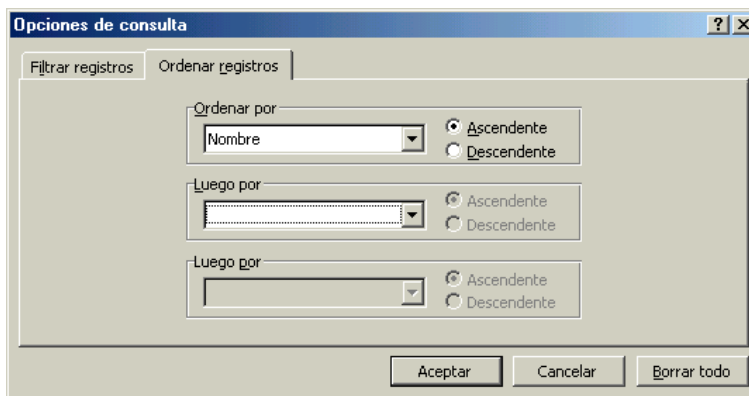 Opciones de consulta
Filtrar registros
Ordenar registros
Ordenar por
Nombre
Ascendente
Descendente
Luego por
Ascendente
Descendente
Luego por
Ascendente
Descendente
Aceptar
Cancelar
Borrar todo